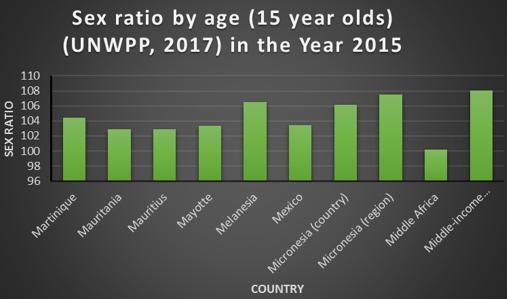 Sex ratio by age (15 year olds)
(UNWPP, 2017) in the Year 2015
SEX RATIO
110
108
106
104
102
100
98
96
Martinique
Mauritania
Mauritius
Mayotte
Melanesia
Mexico
Micronesia (country)
Micronesia (region)
Middle Africa
Middle-income...
COUNTRY